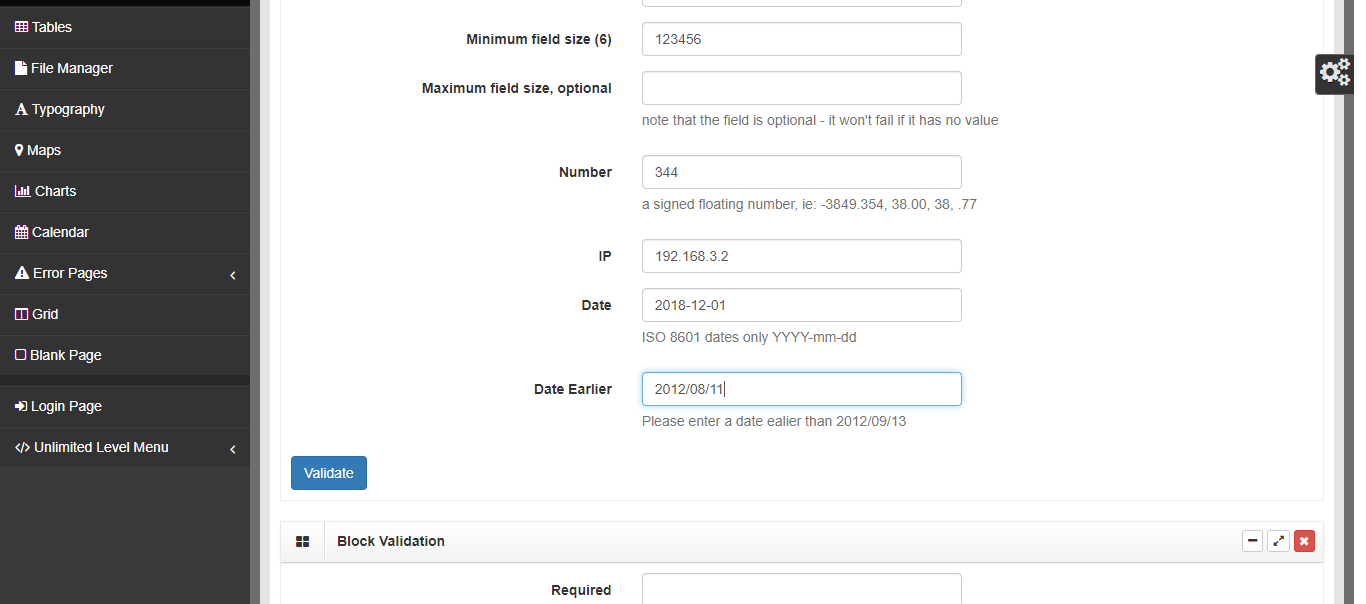 Tables
File Manager
Typography
Maps
Charts
Calendar
Error Pages
Grid
Blank Page
Login Page
Unlimited Level Menu
Minimum field size (6) 123456
Maximum field size, optional
note that the field is optional - it won't fail if it has no value
Number 344
a signed floating number, ie: -3849.354, 38.00, 38, .77
IP 192.168.3.2
Date 2018-12-01
ISO 8601 dates only YYYY-mm-dd
Date Earlier 2012/08/11
Please enter a date ealier than 2012/09/13
Validate
Block Validation
Required